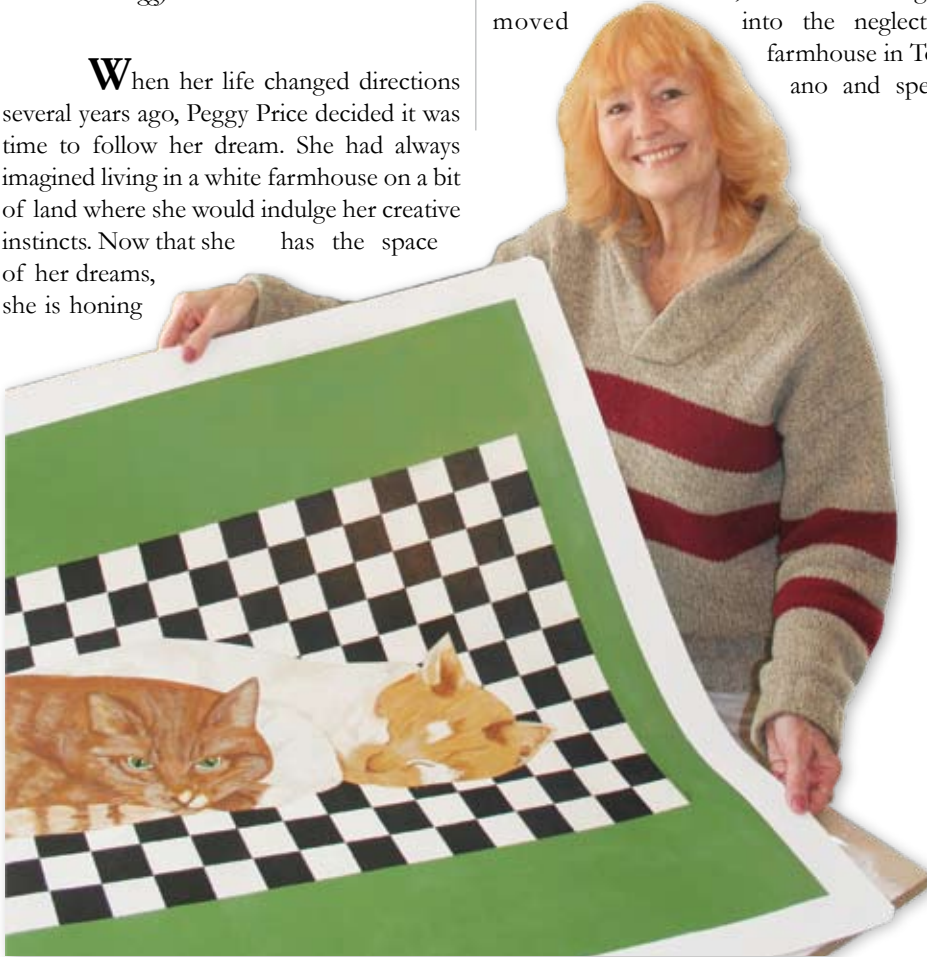 When her life changed directions
several years ago, Peggy Price decided it was
time to follow her dream. She had always
imagined living in a white farmhouse on a bit
of land where she would indulge her creative
instincts. Now that she has the space
of her dreams,
she is honing
moved into the neglect
farmhouse in To
ano and spe